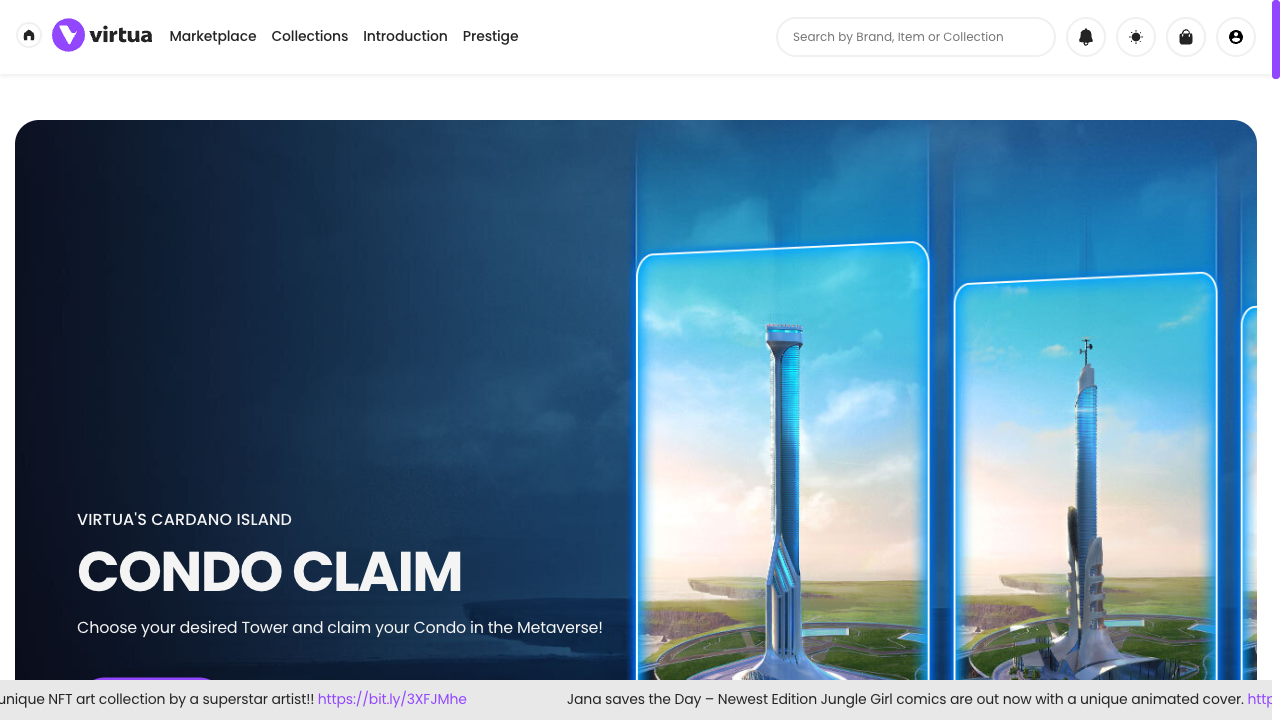 virtua
Marketplace
Collections
Introduction
Prestige
Search by Brand, Item or Collection
VIRTUA'S CARDANO ISLAND
CONDO CLAIM
Choose your desired Tower and claim your Condo in the Metaverse!
unique NFT art collection by a superstar artist!! https://bit.ly/3XFJMhe
Jana saves the Day – Newest Edition Jungle Girl comics are out now with a unique animated cover.